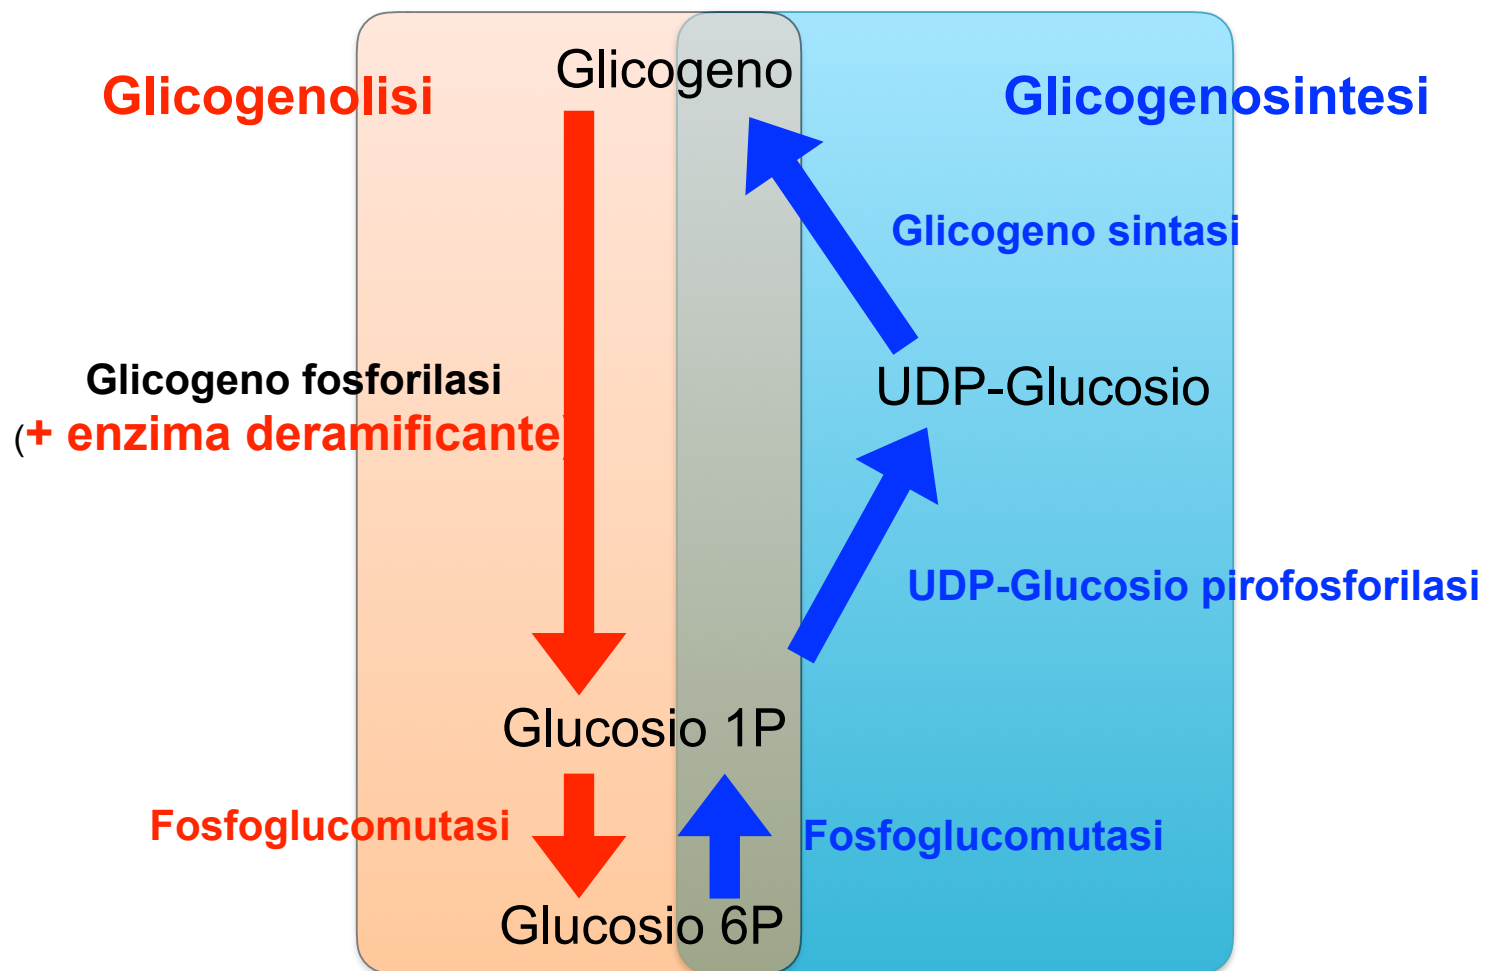 Glicogeno
Glicogenolisi
Glicogenosintesi
Glicogeno sintasi
Glicogeno fosforilasi
(+ enzima deramificante)
UDP-Glucosio
UDP-Glucosio pirofosforilasi
Glucosio 1P
Fosfoglucomutasi
Fosfoglucomutasi
Glucosio 6P